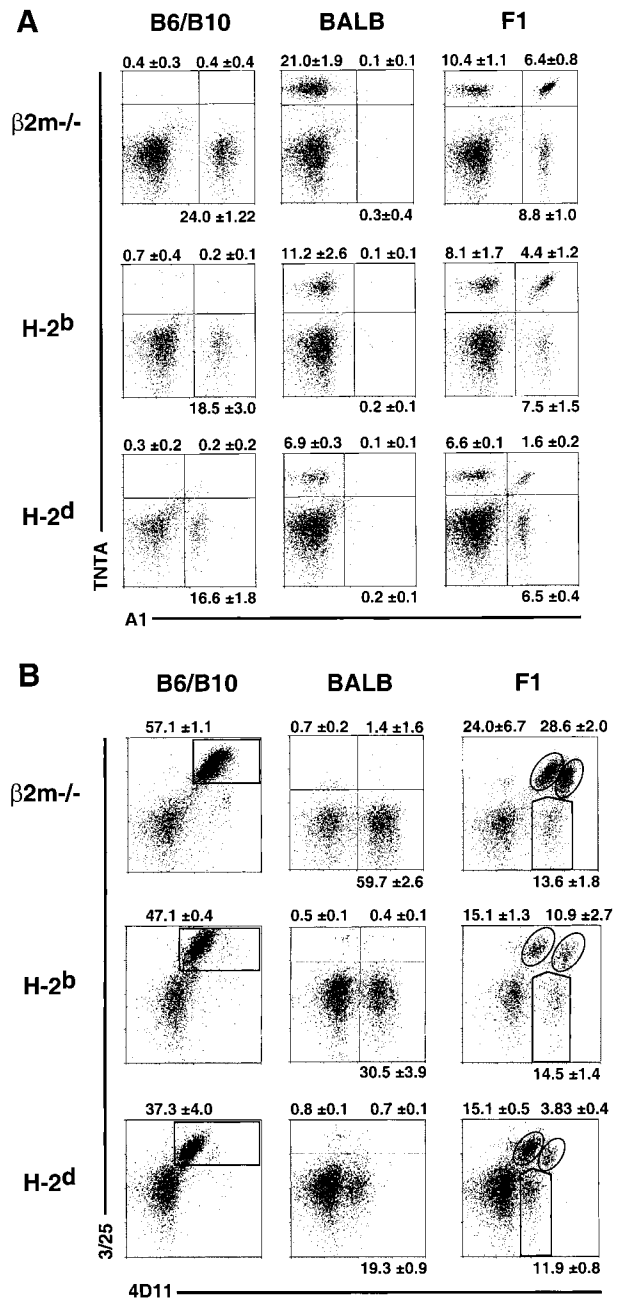 A
B6/B10 BALB F1
0.4 ±0.3 0.4 ±0.4 21.0±1.9 0.1 ±0.1 10.4 ±1.1 6.4±0.8
β2m-/-
24.0 ±1.22 0.3±0.4 8.8 ±1.0
0.7 ±0.4 0.2 ±0.1 11.2 ±2.6 0.1 ±0.1 8.1 ±1.7 4.4 ±1.2
H-2b
18.5 ±3.0 0.2 ±0.1 7.5 ±1.5
0.3 ±0.2 0.2 ±0.2 6.9 ±0.3 0.1 ±0.1 6.6 ±0.1 1.6 ±0.2
H-2d
TNTA
16.6 ±1.8 0.2 ±0.1 6.5 ±0.4
A1
B
B6/B10 BALB F1
57.1 ±1.1 0.7 ±0.2 1.4 ±1.6 24.0±6.7 28.6 ±2.0
β2m-/-
59.7 ±2.6 13.6 ±1.8
47.1 ±0.4 0.5 ±0.1 0.4 ±0.1 15.1 ±1.3 10.9 ±2.7
H-2b
30.5 ±3.9 14.5 ±1.4
37.3 ±4.0 0.8 ±0.1 0.7 ±0.1 15.1 ±0.5 3.83 ±0.4
H-2d
3/25
19.3 ±0.9 11.9 ±0.8
4D11